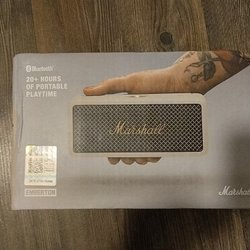 Bluetooth
20+ HOURS
OF PORTABLE
PLAYTIME
Marshall
EMBERTON
Marshall